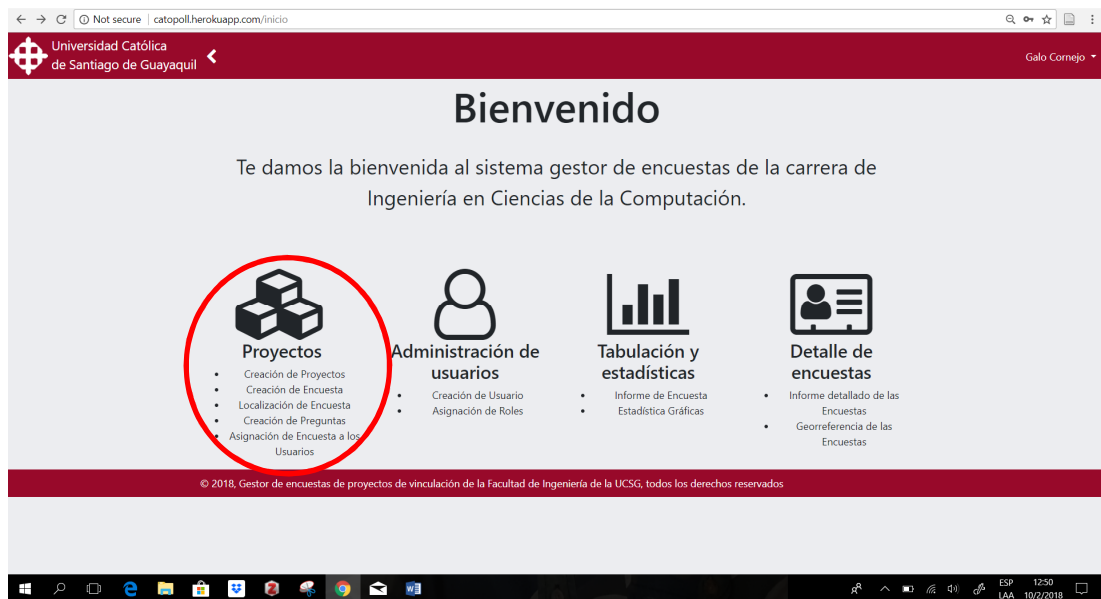 Not secure | catopoll.herokuapp.com/inicio
Universidad Católica
de Santiago de Guayaquil
Galo Cornejo
Bienvenido
Te damos la bienvenida al sistema gestor de encuestas de la carrera de
Ingeniería en Ciencias de la Computación.
Proyectos
• Creación de Proyectos
• Creación de Encuesta
• Localización de Encuesta
• Creación de Preguntas
• Asignación de Encuesta a los
Usuarios
Administración de
usuarios
• Creación de Usuario
• Asignación de Roles
Tabulación y
estadísticas
• Informe de Encuesta
• Estadística Gráficas
Detalle de
encuestas
• Informe detallado de las
Encuestas
• Georreferencia de las
Encuestas
© 2018, Gestor de encuestas de proyectos de vinculación de la Facultad de Ingeniería de la UCSG, todos los derechos reservados
ESP 12:50
LAA 10/2/2018